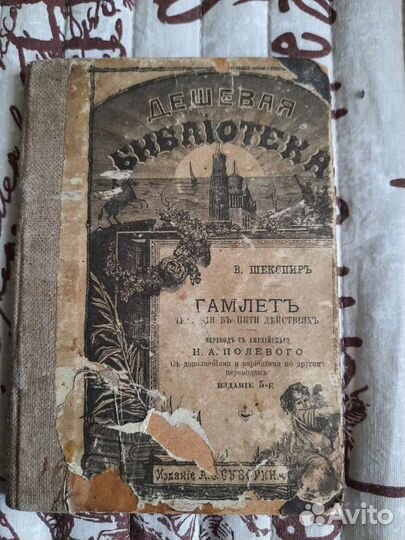 ДЕШЕВАЯ
БИБЛІОТЕКА
В. ШЕКСПИРЪ
ГАМЛЕТЪ
ВЪ ПЯТИ ДѢЙСТВІЯХЪ
ПЕРЕВОДЪ СЪ АНГЛІЙСКАГО
Н. А. ПОЛЕВОГО
Съ дополненіями и варіантами по другимъ
переводамъ
ИЗДАНІЕ 5-е
Изданіе А. С. СУВОРИНА
Avito